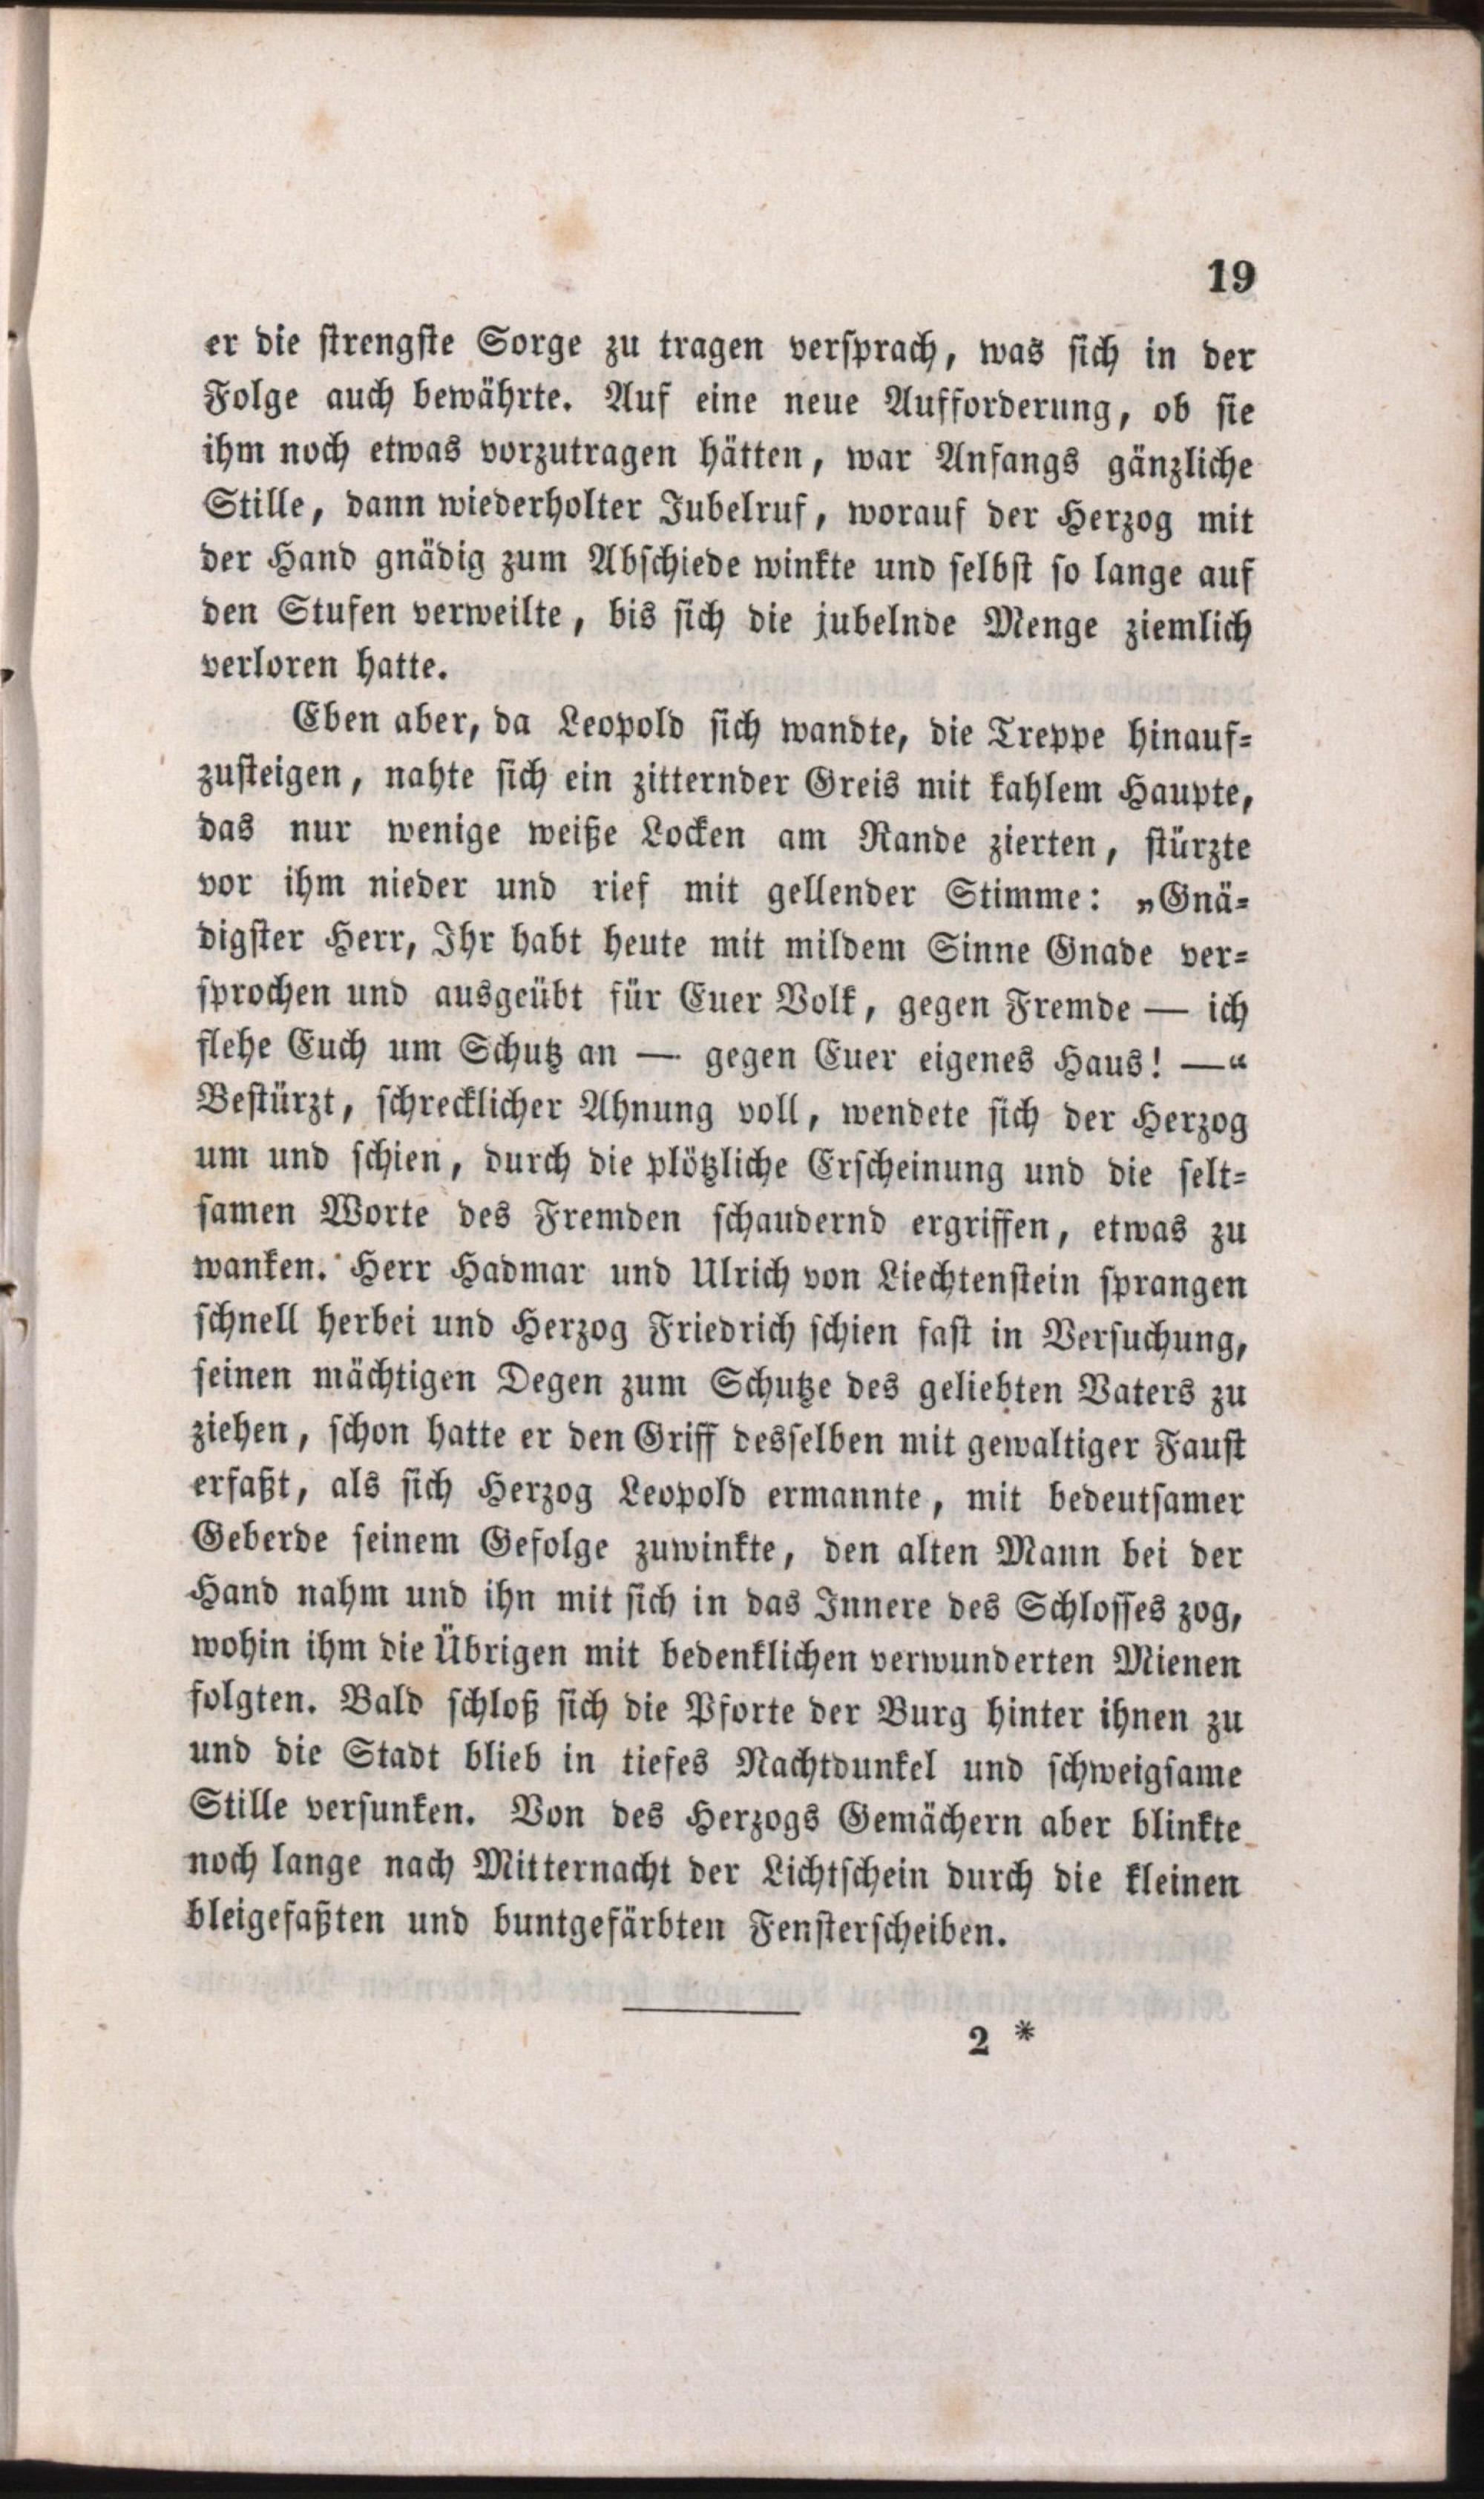 19
er die strengste Sorge zu tragen versprach, was sich in der
Folge auch bewährte. Auf eine neue Aufforderung, ob sie
ihm noch etwas vorzutragen hätten, war Anfangs gänzliche
Stille, dann wiederholter Jubelruf, worauf der Herzog mit
der Hand gnädig zum Abschiede winkte und selbst so lange auf
den Stufen verweilte, bis sich die jubelnde Menge ziemlich
verloren hatte.
Eben aber, da Leopold sich wandte, die Treppe hinauf-
zusteigen, nahte sich ein zitternder Greis mit kahlem Haupte,
das nur wenige weiße Locken am Rande zierten, stürzte
vor ihm nieder und rief mit gellender Stimme: „Gnä-
digster Herr, Ihr habt heute mit mildem Sinne Gnade ver-
sprochen und ausgeübt für Euer Volk, gegen Fremde — ich
flehe Euch um Schutz an — gegen Euer eigenes Haus! —“
Bestürzt, schrecklicher Ahnung voll, wendete sich der Herzog
um und schien, durch die plötzliche Erscheinung und die selt-
samen Worte des Fremden schaudernd ergriffen, etwas zu
wanken. Herr Hadmar und Ulrich von Liechtenstein sprangen
schnell herbei und Herzog Friedrich schien fast in Versuchung,
seinen mächtigen Degen zum Schutze des geliebten Vaters zu
ziehen, schon hatte er den Griff desselben mit gewaltiger Faust
erfaßt, als sich Herzog Leopold ermannte, mit bedeutsamer
Geberde seinem Gefolge zuwinkte, den alten Mann bei der
Hand nahm und ihn mit sich in das Innere des Schlosses zog,
wohin ihm die Übrigen mit bedenklichen verwunderten Mienen
folgten. Bald schloß sich die Pforte der Burg hinter ihnen zu
und die Stadt blieb in tiefes Nachtdunkel und schweigsame
Stille versunken. Von des Herzogs Gemächern aber blinkte
noch lange nach Mitternacht der Lichtschein durch die kleinen
bleigefaßten und buntgefärbten Fensterscheiben.
2 *